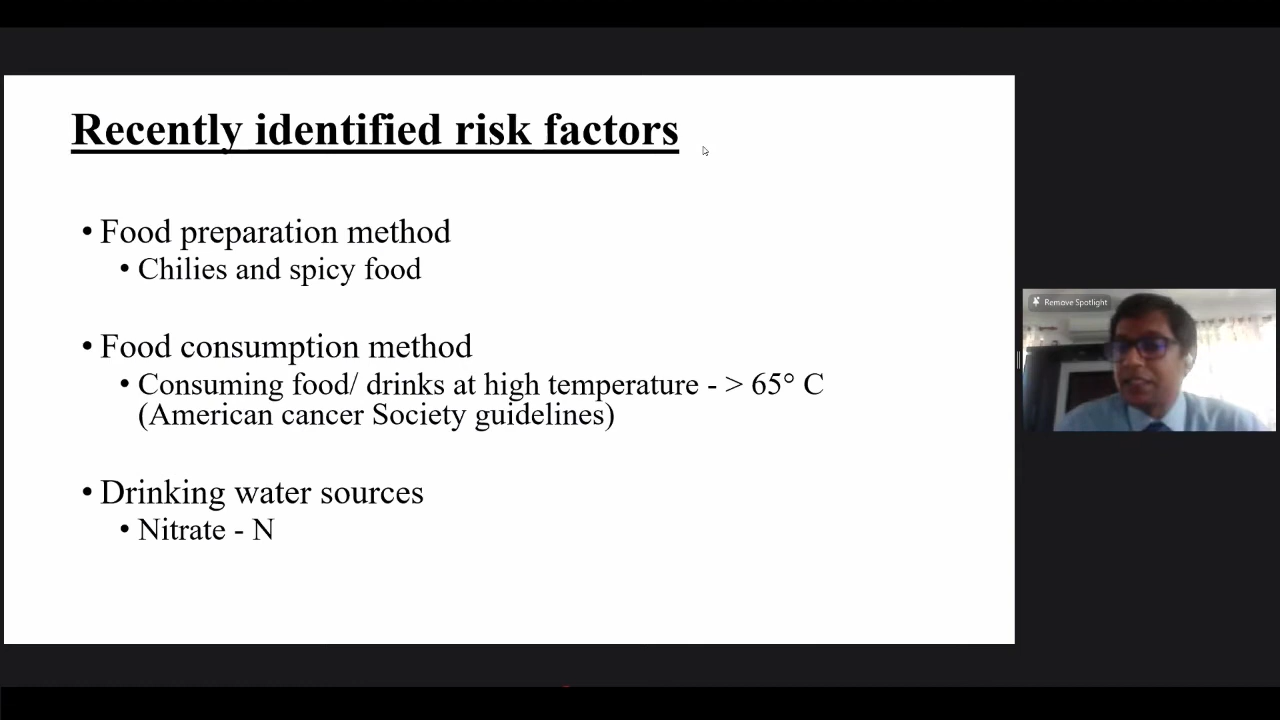 Recently identified risk factors
• Food preparation method
• Chilies and spicy food
• Food consumption method
• Consuming food/ drinks at high temperature - > 65° C
(American cancer Society guidelines)
• Drinking water sources
• Nitrate - N
Remove Spotlight